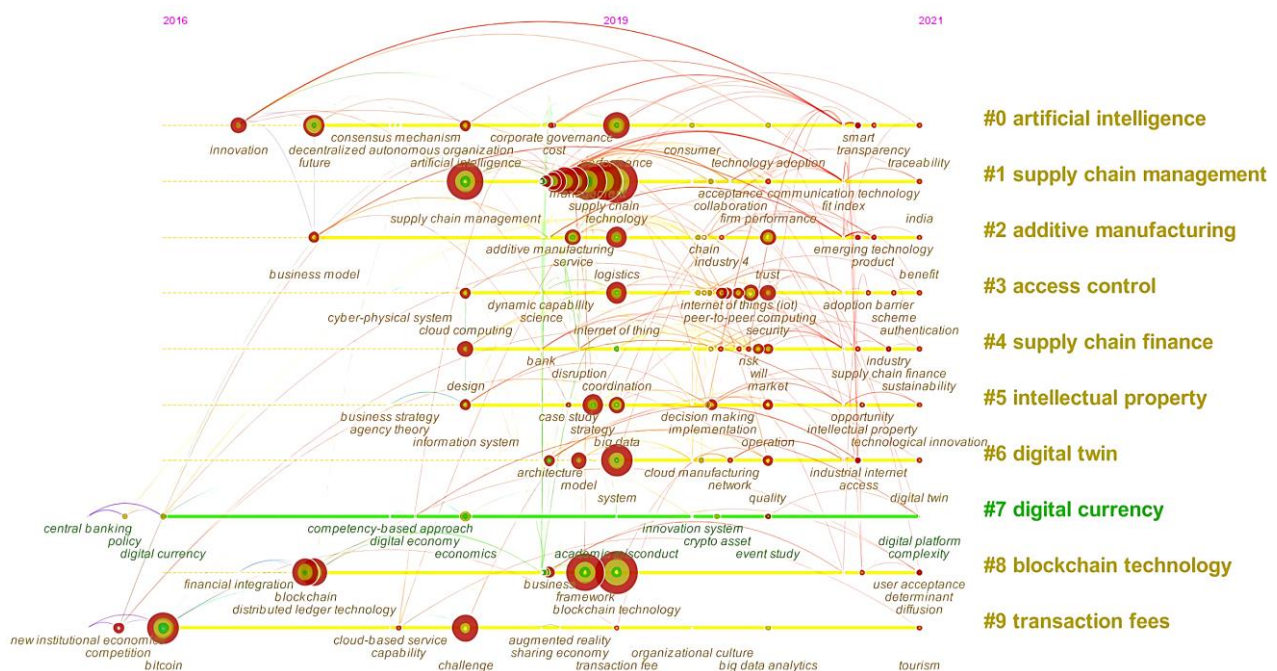 2016 2019 2021
#0 artificial intelligence
consensus mechanism corporate governance smart
innovation decentralized autonomous organization cost consumer transparency
future artificial intelligence technology adoption traceability
#1 supply chain management
supply chain acceptance communication technology
supply chain management technology collaboration fit index
firm performance india
#2 additive manufacturing
additive manufacturing chain emerging technology
service industry 4 product
business model logistics trust benefit
#3 access control
dynamic capability internet of things (iot) adoption barrier
cyber-physical system science peer-to-peer computing scheme
cloud computing internet of thing security authentication
#4 supply chain finance
bank risk industry
disruption will supply chain finance
design coordination market sustainability
#5 intellectual property
business strategy case study decision making opportunity
agency theory strategy implementation intellectual property
information system big data operation technological innovation
#6 digital twin
architecture cloud manufacturing industrial internet
model network access
system quality digital twin
#7 digital currency
central banking competency-based approach innovation system
policy digital economy crypto asset digital platform
digital currency economics academic misconduct event study complexity
#8 blockchain technology
financial integration business user acceptance
blockchain framework determinant
distributed ledger technology blockchain technology diffusion
#9 transaction fees
new institutional economics cloud-based service augmented reality
competition capability sharing economy organizational culture
bitcoin challenge transaction fee big data analytics tourism